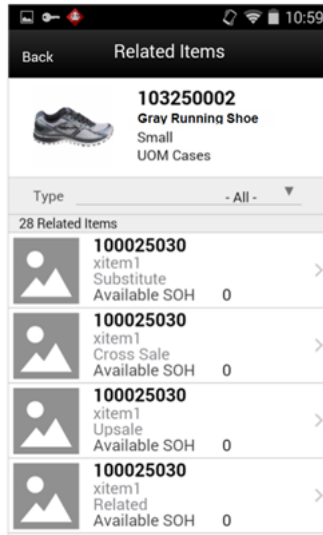 10:59
Back
Related Items
103250002
Gray Running Shoe
Small
UOM Cases
Type - All -
28 Related Items
100025030
xitem1
Substitute
Available SOH 0
100025030
xitem1
Cross Sale
Available SOH 0
100025030
xitem1
Upsale
Available SOH 0
100025030
xitem1
Related
Available SOH 0